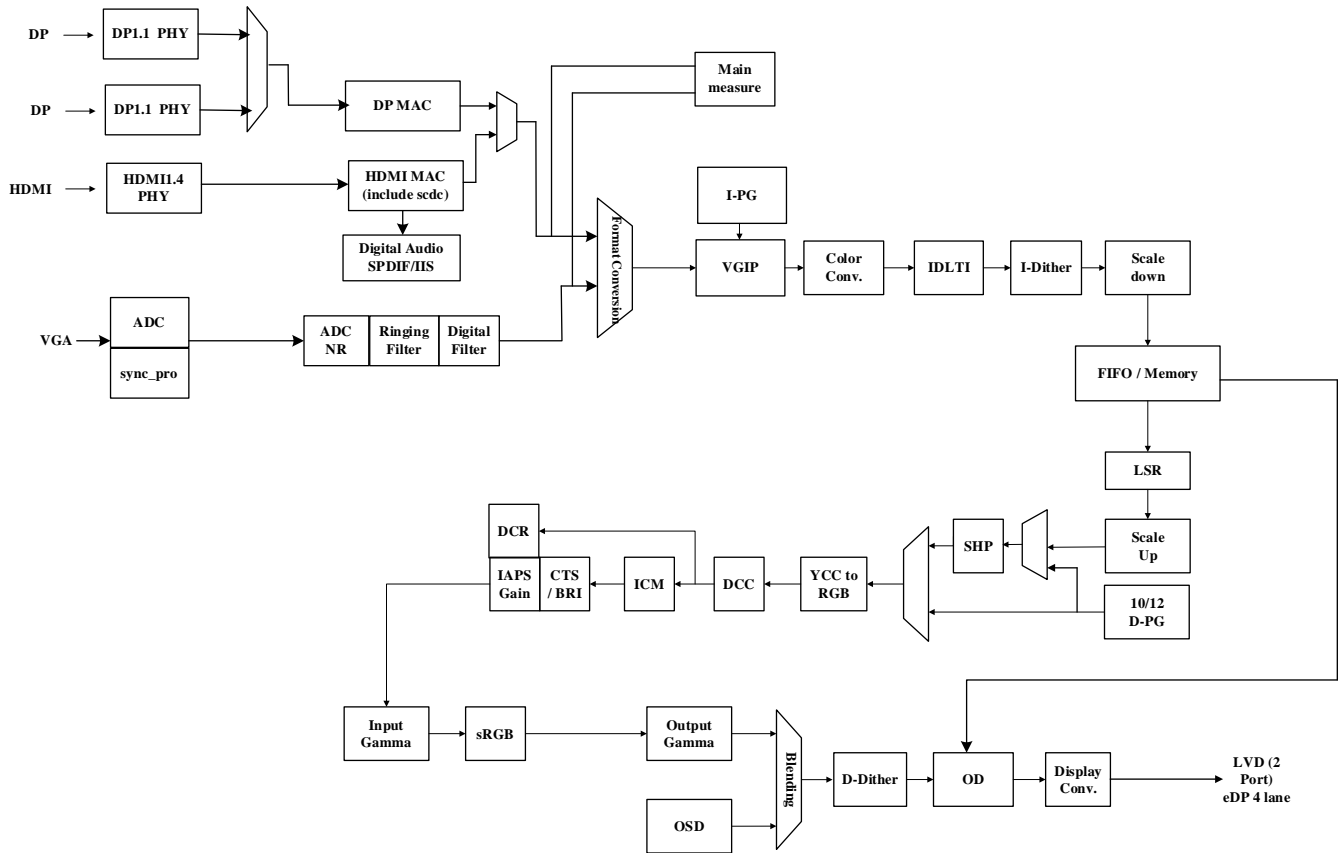 DP
DP1.1 PHY
DP
DP1.1 PHY
DP MAC
Main
measure
HDMI
HDMI1.4
PHY
HDMI MAC
(include scdc)
Digital Audio
SPDIF/IIS
Format Conversion
I-PG
VGIP
Color
Conv.
IDLTI
I-Dither
Scale
down
VGA
ADC
sync_pro
ADC
NR
Ringing
Filter
Digital
Filter
FIFO / Memory
LSR
Scale
Up
10/12
D-PG
SHP
YCC to
RGB
DCC
ICM
DCR
CTS
/ BRI
IAPS
Gain
Input
Gamma
sRGB
Output
Gamma
OSD
Blending
D-Dither
OD
Display
Conv.
LVD (2
Port)
eDP 4 lane